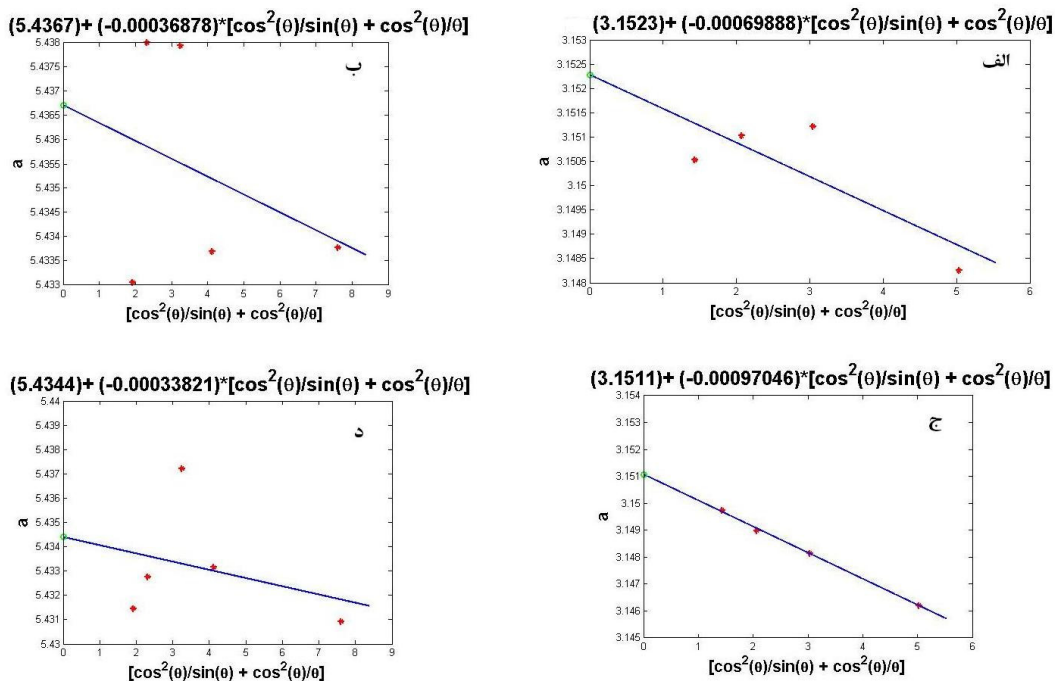 (5.4367)+ (-0.00036878)*[cos²(θ)/sin(θ) + cos²(θ)/θ]
5.438
5.4375
5.437
5.4365
5.436
5.4355
5.435
5.4345
5.434
5.4335
5.433
a
ب
0 1 2 3 4 5 6 7 8 9
[cos²(θ)/sin(θ) + cos²(θ)/θ]
(3.1523)+ (-0.00069888)*[cos²(θ)/sin(θ) + cos²(θ)/θ]
3.153
3.1525
3.152
3.1515
3.151
3.1505
3.15
3.1495
3.149
3.1485
3.148
a
الف
0 1 2 3 4 5 6
[cos²(θ)/sin(θ) + cos²(θ)/θ]
(5.4344)+ (-0.00033821)*[cos²(θ)/sin(θ) + cos²(θ)/θ]
5.44
5.439
5.438
5.437
5.436
5.435
5.434
5.433
5.432
5.431
5.43
a
د
0 1 2 3 4 5 6 7 8 9
[cos²(θ)/sin(θ) + cos²(θ)/θ]
(3.1511)+ (-0.00097046)*[cos²(θ)/sin(θ) + cos²(θ)/θ]
3.154
3.153
3.152
3.151
3.15
3.149
3.148
3.147
3.146
3.145
a
ج
0 1 2 3 4 5 6
[cos²(θ)/sin(θ) + cos²(θ)/θ]